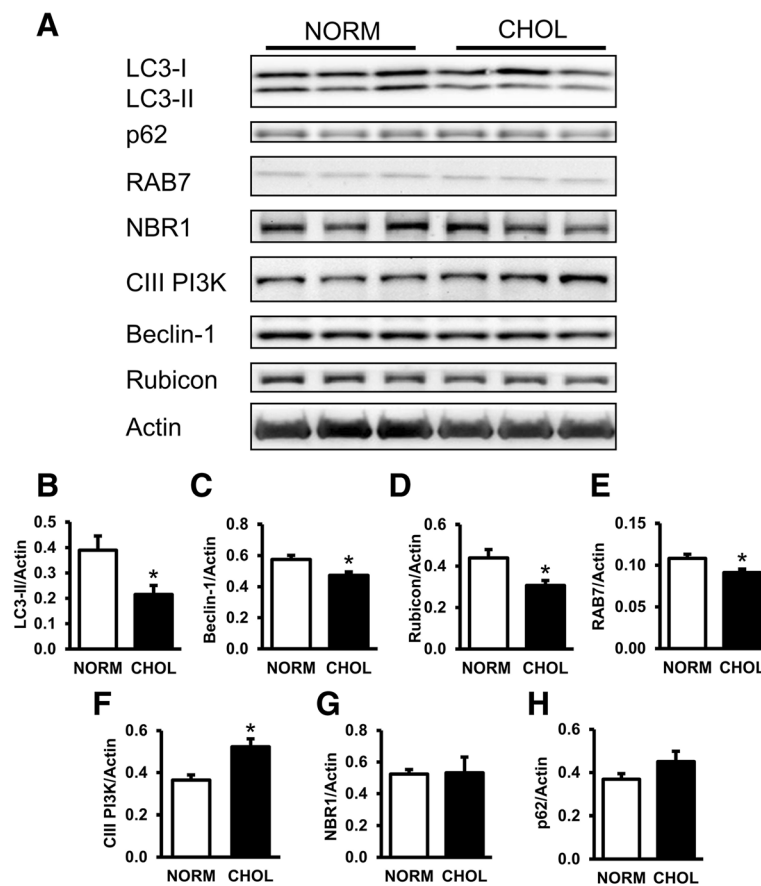 A
NORM CHOL
LC3-I
LC3-II
p62
RAB7
NBR1
CIII PI3K
Beclin-1
Rubicon
Actin
B
LC3-II/Actin
0.5
0.4
0.3
0.2
0.1
0.0
*
NORM CHOL
C
Beclin-1/Actin
0.8
0.6
0.4
0.2
0.0
*
NORM CHOL
D
Rubicon/Actin
0.6
0.4
0.2
0.0
*
NORM CHOL
E
RAB7/Actin
0.15
0.10
0.05
0.00
*
NORM CHOL
F
CIII PI3K/Actin
0.6
0.4
0.2
0.0
*
NORM CHOL
G
NBR1/Actin
0.8
0.6
0.4
0.2
0.0
NORM CHOL
H
p62/Actin
0.6
0.4
0.2
0.0
NORM CHOL